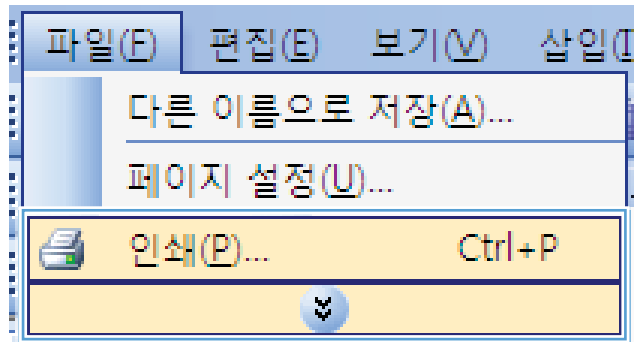 파일(F) 편집(E) 보기(V) 삽입(I
다른 이름으로 저장(A)...
페이지 설정(U)...
인쇄(P)... Ctrl+P